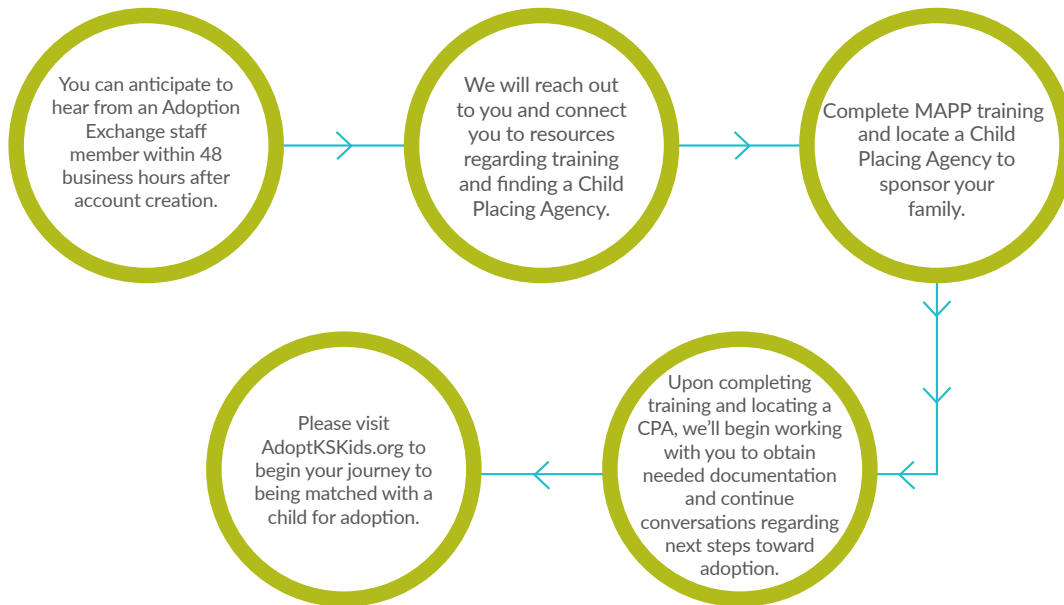 You can anticipate to
hear from an Adoption
Exchange staff
member within 48
business hours after
account creation.
We will reach out
to you and connect
you to resources
regarding training
and finding a Child
Placing Agency.
Complete MAPP training
and locate a Child
Placing Agency to
sponsor your
family.
Upon completing
training and locating a
CPA, we’ll begin working
with you to obtain
needed documentation
and continue
conversations regarding
next steps toward
adoption.
Please visit
AdoptKSKids.org to
begin your journey to
being matched with a
child for adoption.